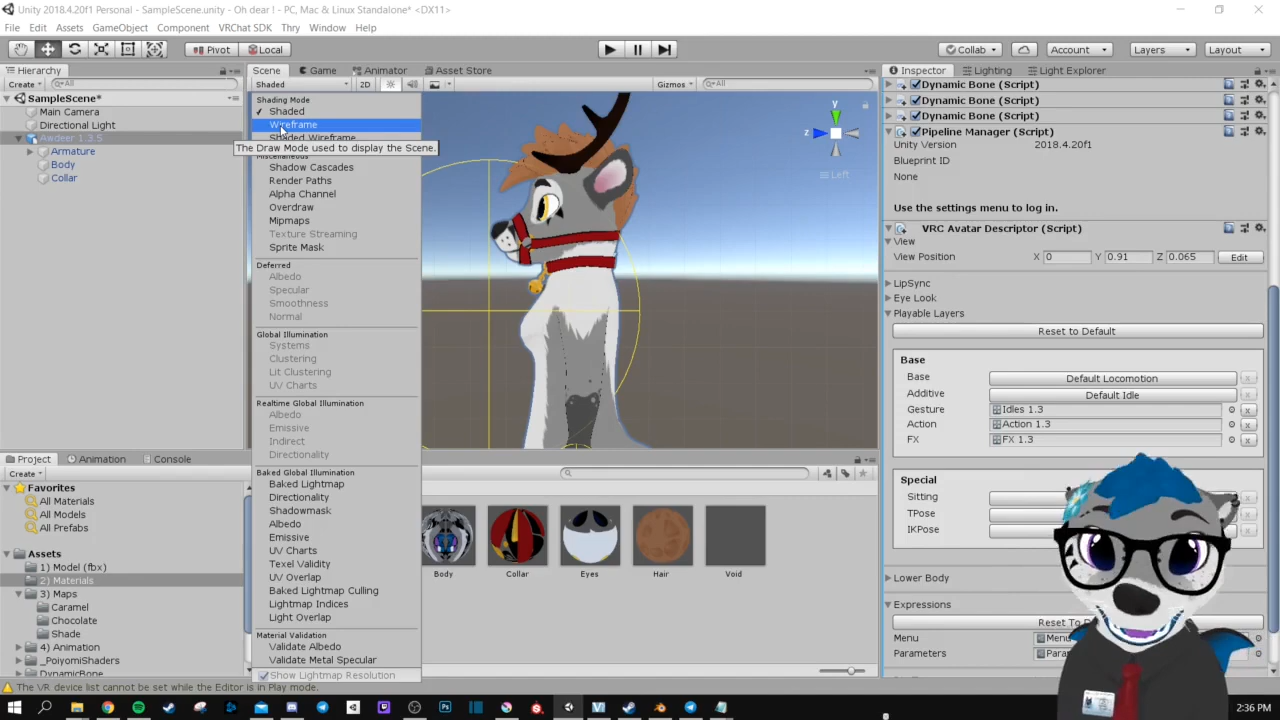 Unity 2018.4.20f1 Personal - SampleScene.unity - Oh dear ! - PC, Mac & Linux Standalone* <DX11>
File Edit Assets GameObject Component VRChat SDK Thry Window Help
Pivot Local Collab Account Layers Layout
Hierarchy Scene Game Animator Asset Store Inspector Lighting Light Explorer
Create All Shaded 2D Gizmos All
SampleScene*
Main Camera
Directional Light
Awdeer 1.3.5
Armature
Body
Collar
Shading Mode
Shaded
Wireframe
Shaded Wireframe
The Draw Mode used to display the Scene.
Miscellaneous
Shadow Cascades
Render Paths
Alpha Channel
Overdraw
Mipmaps
Texture Streaming
Sprite Mask
Deferred
Albedo
Specular
Smoothness
Normal
Global Illumination
Systems
Clustering
Lit Clustering
UV Charts
Realtime Global Illumination
Albedo
Emissive
Indirect
Directionality
Baked Global Illumination
Baked Lightmap
Directionality
Shadowmask
Albedo
Emissive
UV Charts
Texel Validity
UV Overlap
Baked Lightmap Culling
Lightmap Indices
Light Overlap
Material Validation
Validate Albedo
Validate Metal Specular
Show Lightmap Resolution
y
z
Left
Dynamic Bone (Script)
Dynamic Bone (Script)
Dynamic Bone (Script)
Pipeline Manager (Script)
Unity Version 2018.4.20f1
Blueprint ID
None
Use the settings menu to log in.
VRC Avatar Descriptor (Script)
View
View Position X 0 Y 0.91 Z 0.065 Edit
LipSync
Eye Look
Playable Layers
Reset to Default
Base
Base Default Locomotion x
Additive Default Idle x
Gesture Idles 1.3 x
Action Action 1.3 x
FX FX 1.3 x
Special
Sitting x
TPose x
IKPose x
Lower Body
Expressions
Reset To D
Menu Menu
Parameters Para
Project Animation Console
Create
Favorites
All Materials
All Models
All Prefabs
Assets
1) Model (fbx)
2) Materials
3) Maps
Caramel
Chocolate
Shade
4) Animation
_PoiyomiShaders
DynamicBone
Body Collar Eyes Hair Void
The VR device list cannot be set while the Editor is in Play mode.
2:36 PM